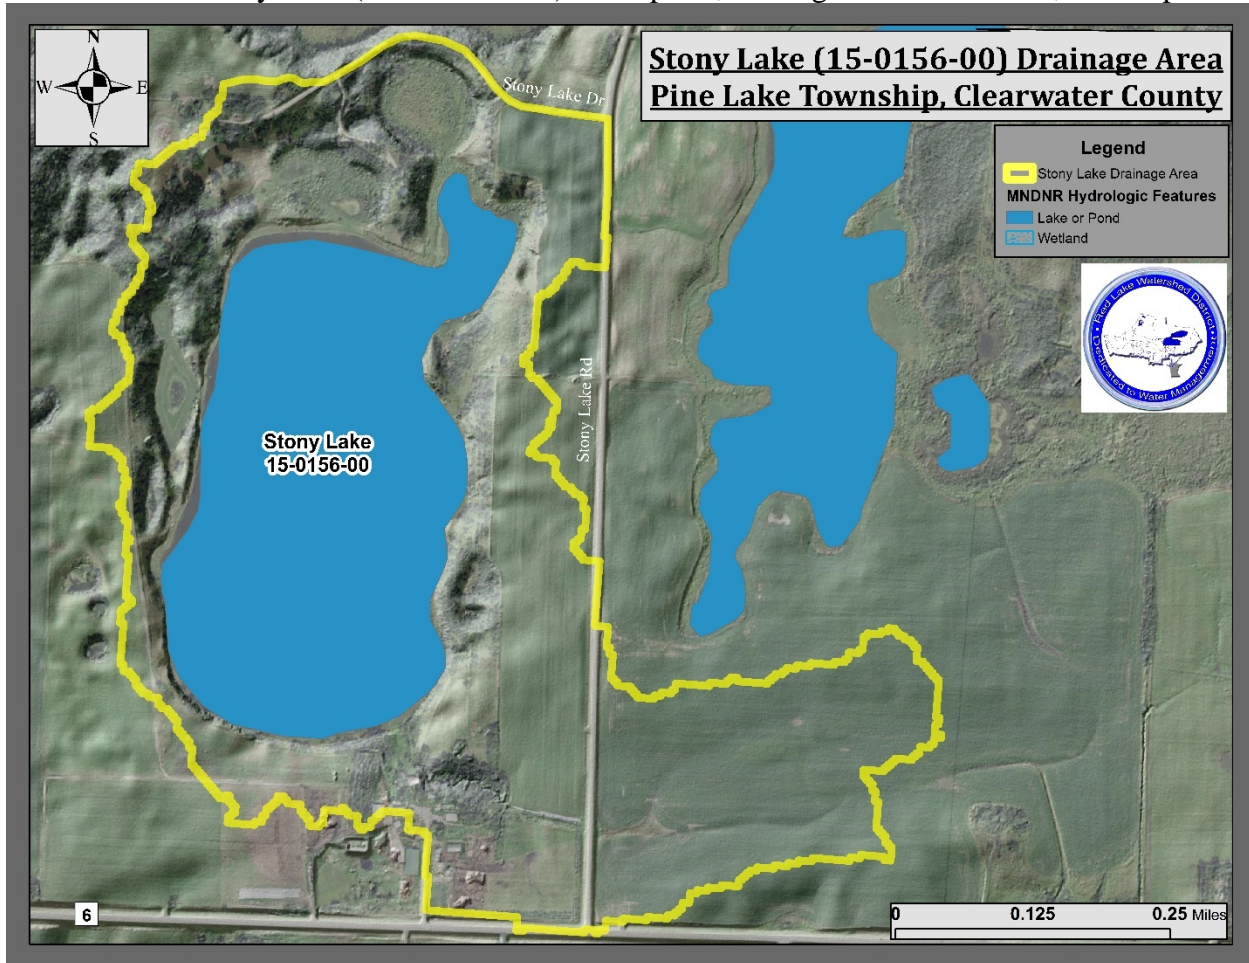 N
W E
S
Stony Lake (15-0156-00) Drainage Area
Pine Lake Township, Clearwater County
Legend
Stony Lake Drainage Area
MNDNR Hydrologic Features
Lake or Pond
Wetland
Red Lake Watershed District
Dedicated to Water Management
Stony Lake Dr
Stony Lake Rd
Stony Lake
15-0156-00
6
0 0.125 0.25 Miles